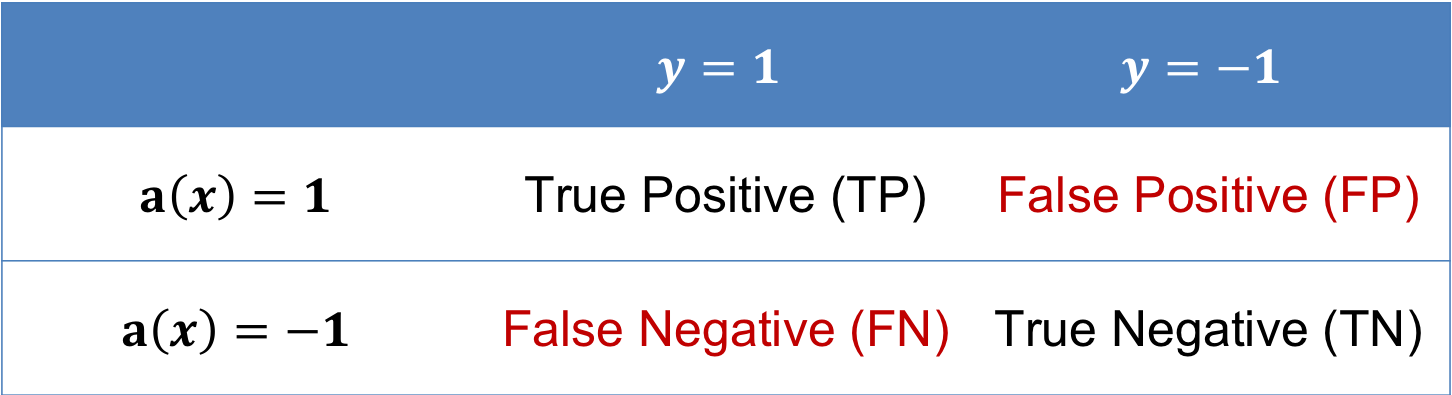 y = 1 y = −1
a(x) = 1 True Positive (TP) False Positive (FP)
a(x) = −1 False Negative (FN) True Negative (TN)